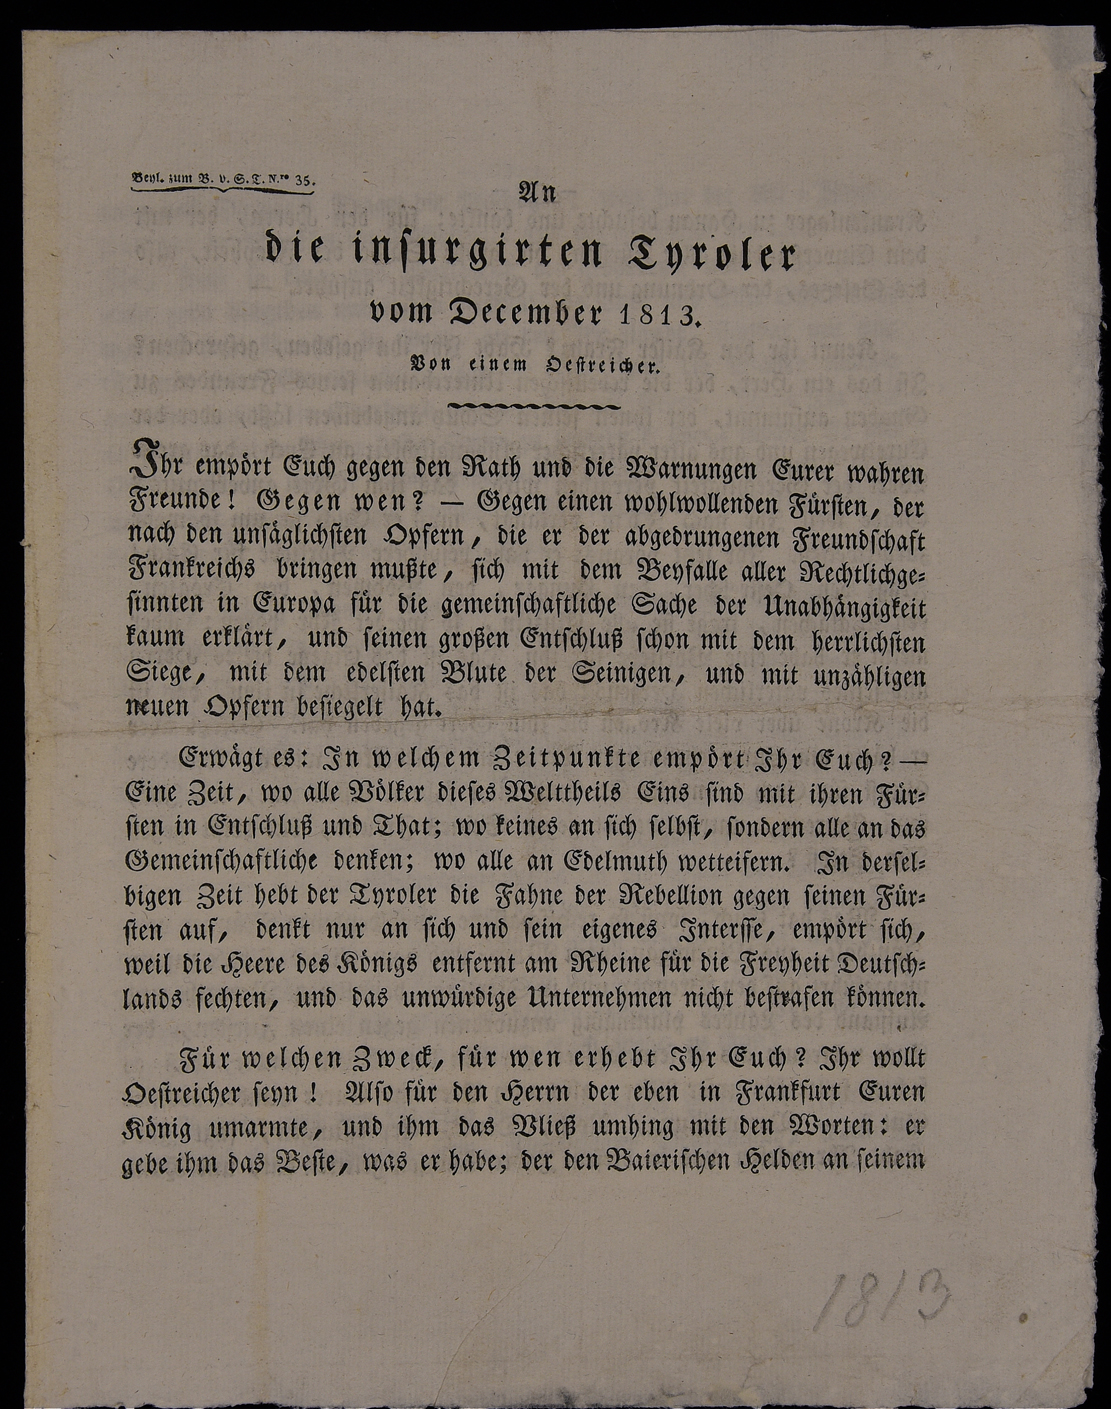 Beyl. zum B. v. S. T. N.ro 35.
An
die insurgirten Tyroler
vom December 1813.
Von einem Oestreicher.
Ihr empört Euch gegen den Rath und die Warnungen Eurer wahren
Freunde! Gegen wen? — Gegen einen wohlwollenden Fürsten, der
nach den unsäglichsten Opfern, die er der abgedrungenen Freundschaft
Frankreichs bringen mußte, sich mit dem Beyfalle aller Rechtlichge-
sinnten in Europa für die gemeinschaftliche Sache der Unabhängigkeit
kaum erklärt, und seinen großen Entschluß schon mit dem herrlichsten
Siege, mit dem edelsten Blute der Seinigen, und mit unzähligen
neuen Opfern besiegelt hat.
Erwägt es: In welchem Zeitpunkte empört Ihr Euch? —
Eine Zeit, wo alle Völker dieses Welttheils Eins sind mit ihren Für-
sten in Entschluß und That; wo keines an sich selbst, sondern alle an das
Gemeinschaftliche denken; wo alle an Edelmuth wetteifern. In dersel-
bigen Zeit hebt der Tyroler die Fahne der Rebellion gegen seinen Für-
sten auf, denkt nur an sich und sein eigenes Intersse, empört sich,
weil die Heere des Königs entfernt am Rheine für die Freyheit Deutsch-
lands fechten, und das unwürdige Unternehmen nicht bestrafen können.
Für welchen Zweck, für wen erhebt Ihr Euch? Ihr wollt
Oestreicher seyn! Also für den Herrn der eben in Frankfurt Euren
König umarmte, und ihm das Vließ umhing mit den Worten: er
gebe ihm das Beste, was er habe; der den Baierischen Helden an seinem
1813